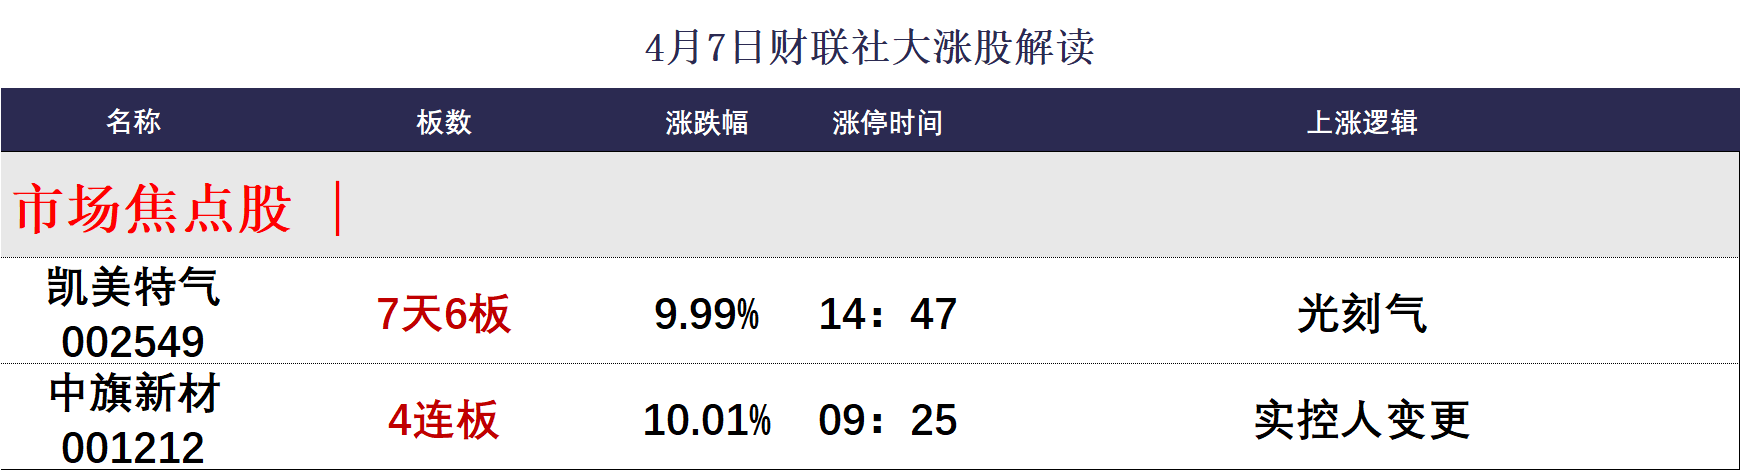 4月7日财联社大涨股解读
名称 板数 涨跌幅 涨停时间 上涨逻辑
市场焦点股 ｜
凯美特气
002549 7天6板 9.99% 14：47 光刻气
中旗新材
001212 4连板 10.01% 09：25 实控人变更